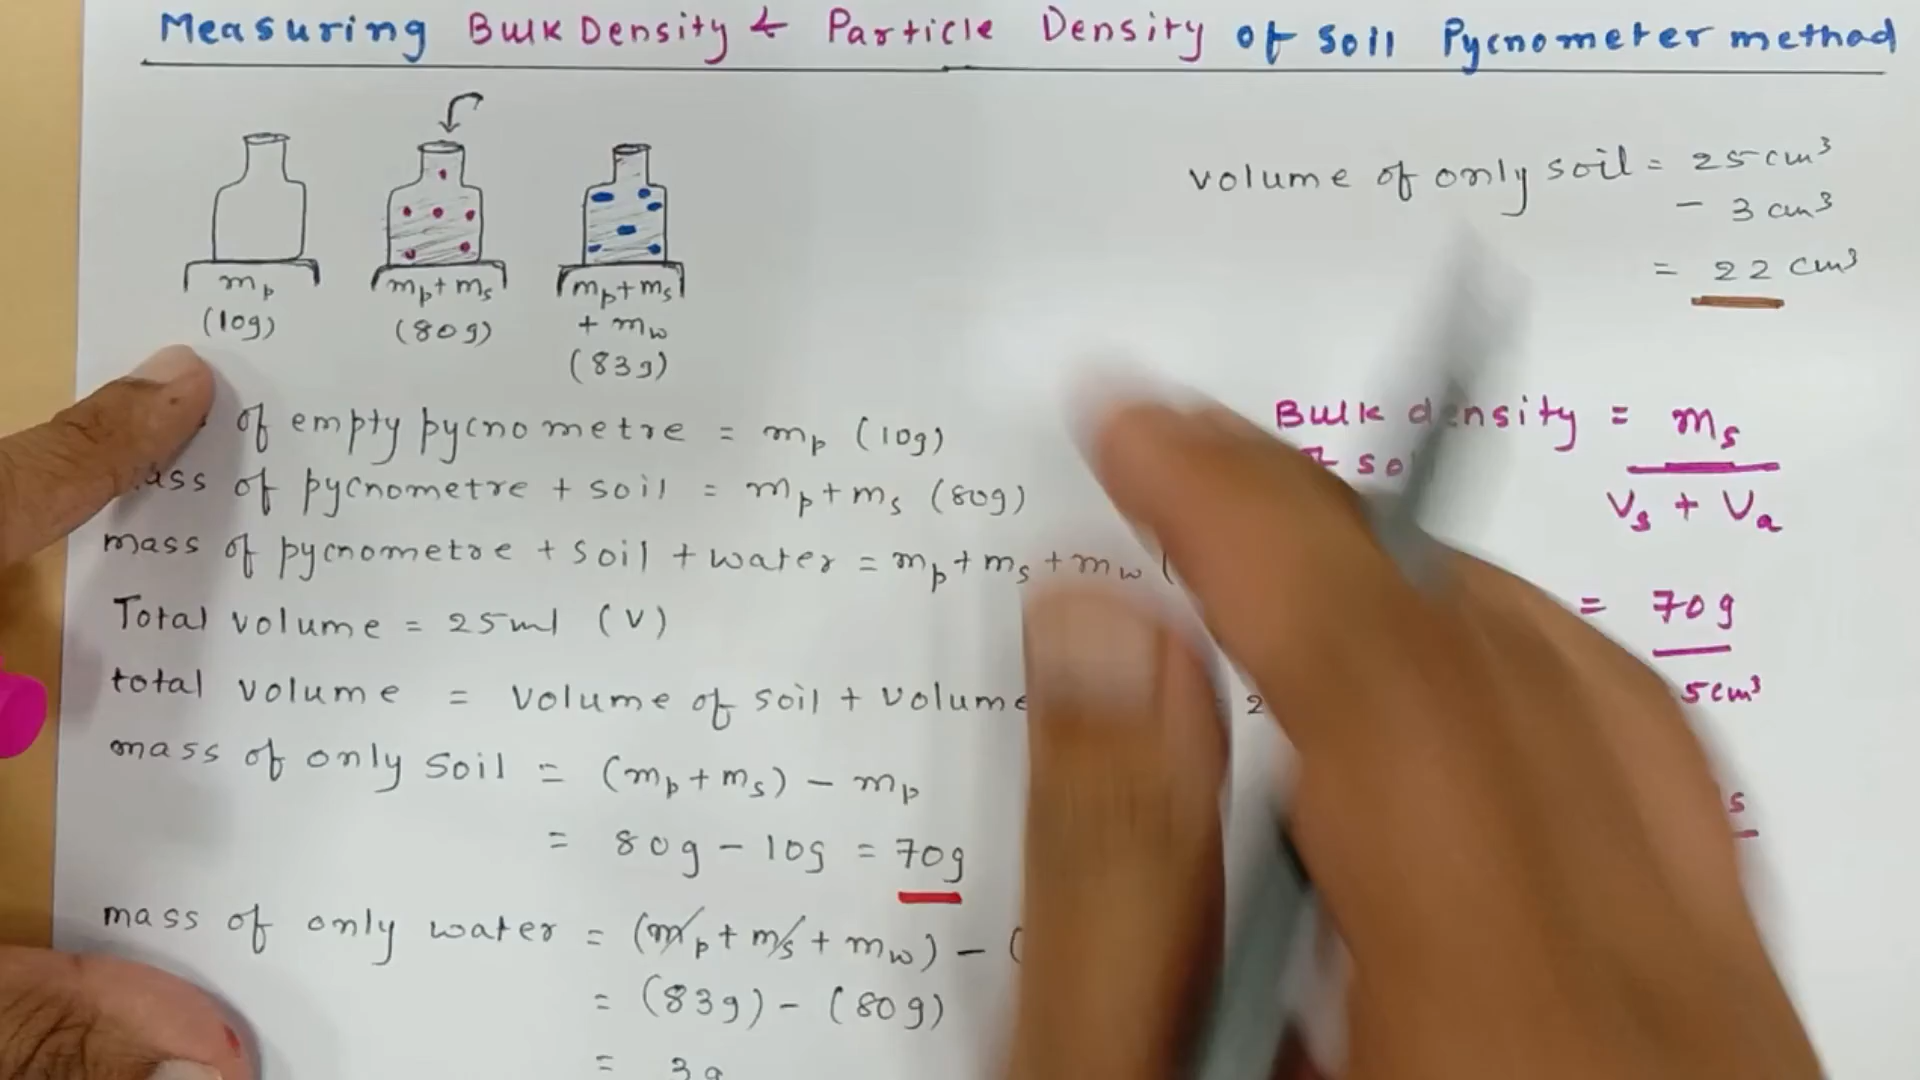 Measuring Bulk Density & Particle Density of Soil Pycnometer method
mp
(10g)
mp + ms
(80g)
mp + ms
+ mw
(83g)
of empty pycnometre = mp (10g)
ass of pycnometre + soil = mp + ms (80g)
mass of pycnometre + soil + water = mp + ms + mw (
Total volume = 25ml (V)
total volume = volume of soil + volume
= 2
mass of only soil = (mp + ms) - mp
= 80g - 10g = 70g
mass of only water = (mp + ms + mw) - (
= (83g) - (80g)
= 3g
volume of only soil = 25 cm³
- 3 cm³
= 22 cm³
Bulk density = ms
Vs + Va
= 70g
5cm³
s